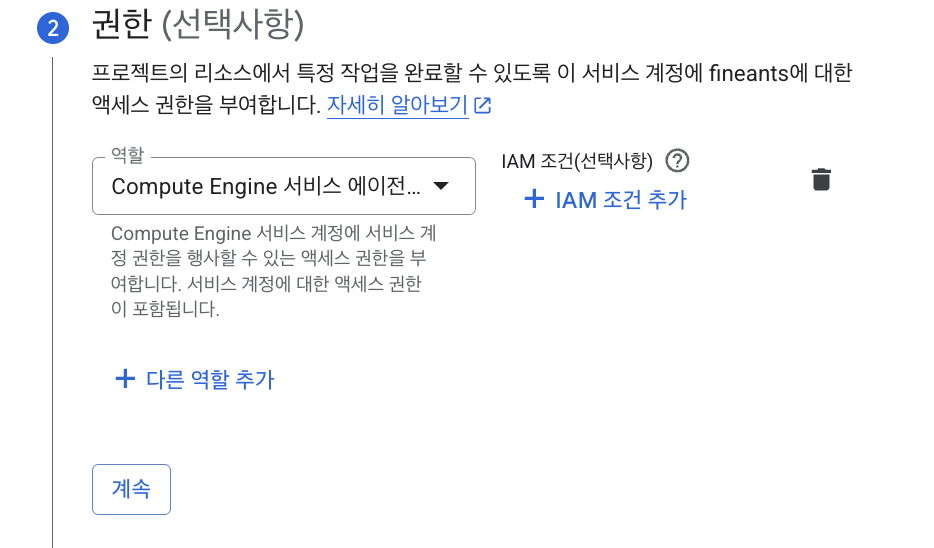 2 권한 (선택사항)
프로젝트의 리소스에서 특정 작업을 완료할 수 있도록 이 서비스 계정에 fineants에 대한
액세스 권한을 부여합니다. 자세히 알아보기
역할
Compute Engine 서비스 에이전...
IAM 조건(선택사항) ?
+ IAM 조건 추가
Compute Engine 서비스 계정에 서비스 계
정 권한을 행사할 수 있는 액세스 권한을 부
여합니다. 서비스 계정에 대한 액세스 권한
이 포함됩니다.
+ 다른 역할 추가
계속